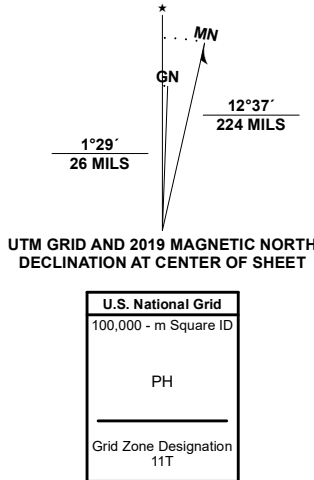 ★
MN
GN
12°37´
224 MILS
1°29´
26 MILS
UTM GRID AND 2019 MAGNETIC NORTH
DECLINATION AT CENTER OF SHEET
U.S. National Grid
100,000 - m Square ID
PH
Grid Zone Designation
11T